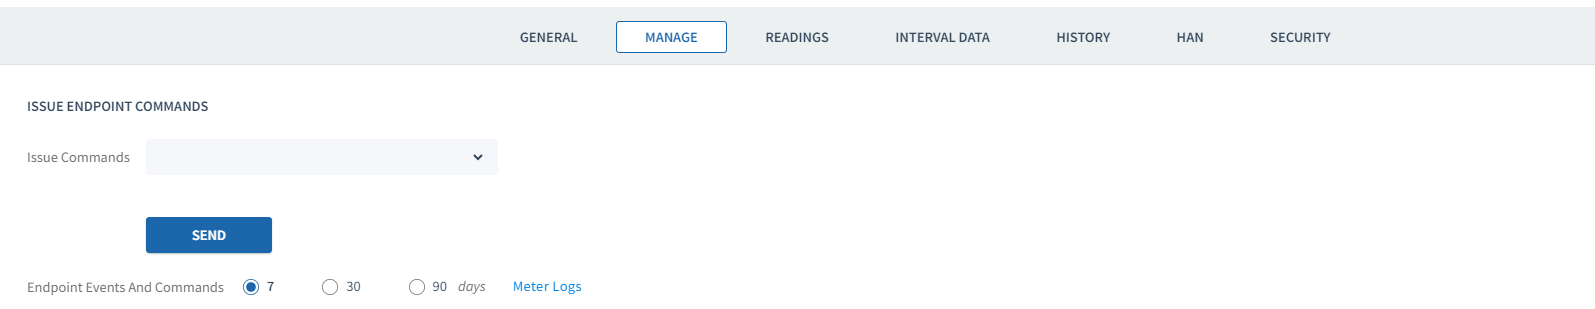 GENERAL MANAGE READINGS INTERVAL DATA HISTORY HAN SECURITY
ISSUE ENDPOINT COMMANDS
Issue Commands
SEND
Endpoint Events And Commands 7 30 90 days Meter Logs